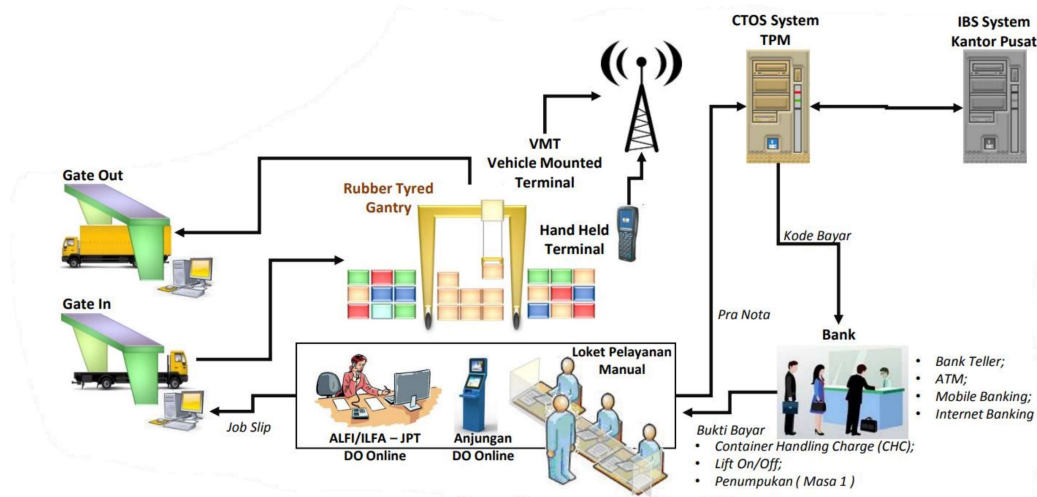 CTOS System
TPM
IBS System
Kantor Pusat
VMT
Vehicle Mounted
Terminal
Gate Out
Rubber Tyred
Gantry
Hand Held
Terminal
Kode Bayar
Gate In
Pra Nota
Bank
Loket Pelayanan
Manual
• Bank Teller;
• ATM;
• Mobile Banking;
• Internet Banking
Job Slip
ALFI/ILFA – JPT
DO Online
Anjungan
DO Online
Bukti Bayar
• Container Handling Charge (CHC);
• Lift On/Off;
• Penumpukan ( Masa 1 )